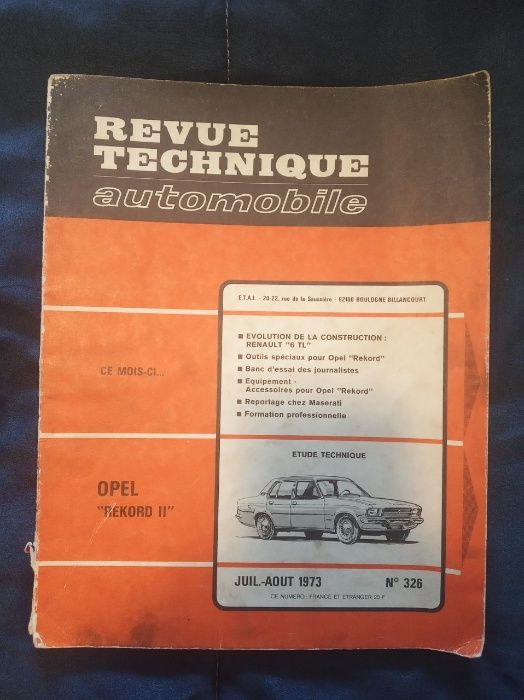 REVUE
TECHNIQUE
automobile
E.T.A.I. - 20-22, rue de la Saussière - 92100 BOULOGNE BILLANCOURT
CE MOIS-CI...
■ EVOLUTION DE LA CONSTRUCTION :
RENAULT "6 TL"
■ Outils spéciaux pour Opel "Rekord"
■ Banc d'essai des journalistes
■ Equipement -
Accessoires pour Opel "Rekord"
■ Reportage chez Maserati
■ Formation professionnelle
OPEL
"REKORD II"
ETUDE TECHNIQUE
JUIL.-AOUT 1973 N° 326
CE NUMERO : FRANCE ET ETRANGER 25 F